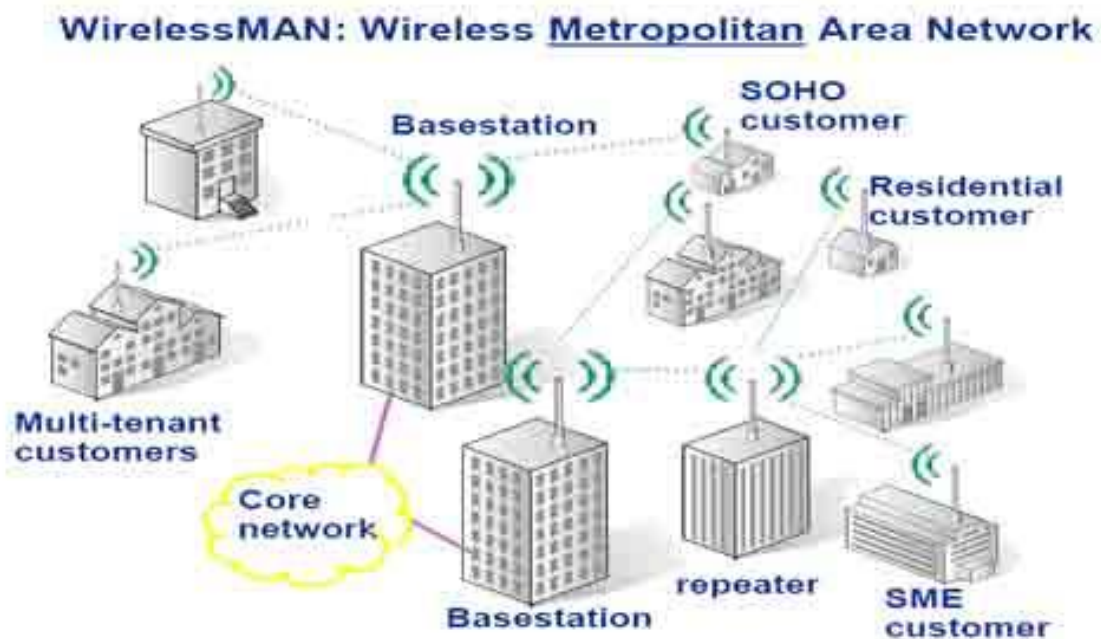 WirelessMAN: Wireless Metropolitan Area Network
SOHO
customer
Basestation
Residential
customer
Multi-tenant
customers
Core
network
repeater
Basestation
SME
customer